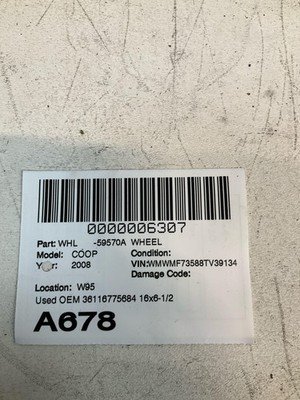 0000006307
Part: WHL -59570A WHEEL
Model: COOP Condition:
Year: 2008 VIN:WMWMF73588TV39134
Damage Code:
Location: W95
Used OEM 36116775684 16x6-1/2
A678